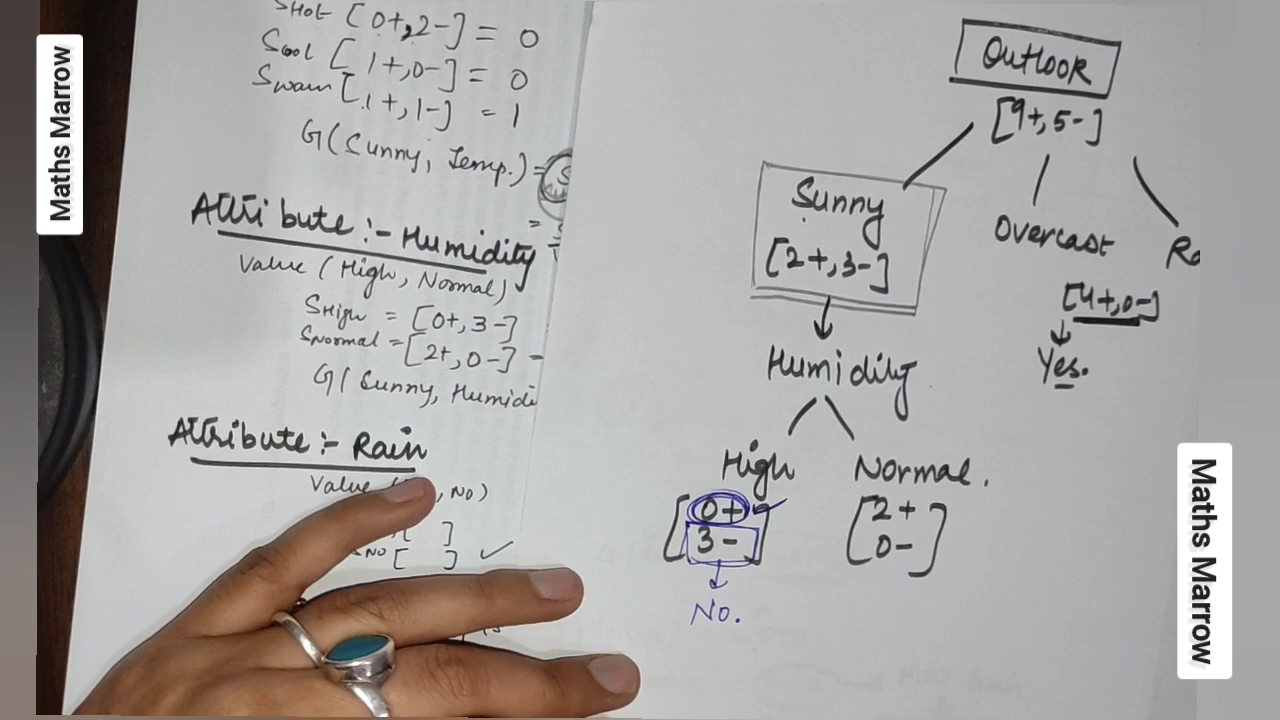 Maths Marrow
SHot [0+, 2-] = 0
Scool [1+, 0-] = 0
Swarm [1+, 1-] = 1
G(Sunny, Temp.) =
Attribute :- Humidity
Value (High, Normal)
SHigh = [0+, 3-]
SNormal = [2+, 0-] -
G(Sunny, Humidi
Attribute :- Rain
Value ( , No)
[ ]
SNO [ ] ✓
Outlook
[9+, 5-]
Sunny
[2+, 3-]
Overcast
[4+, 0-]
Yes.
Humidity
High Normal.
[0+ [2+
3-] 0-]
No.
Maths Marrow